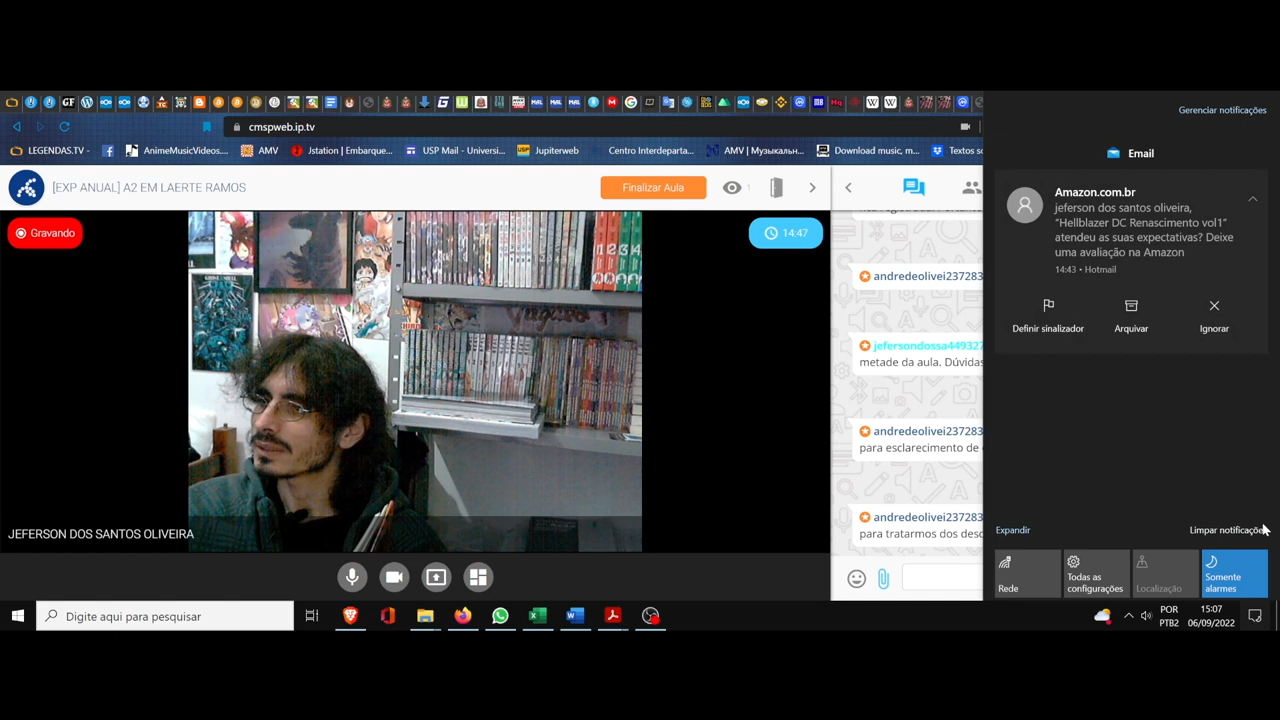 cmspweb.ip.tv
LEGENDAS.TV -
AnimeMusicVideos....
AMV
Jstation | Embarque...
USP Mail - Universi...
Jupiterweb
Centro Interdeparta...
AMV | Музыкальн...
Download music, m...
Textos so
[EXP ANUAL] A2 EM LAERTE RAMOS
Finalizar Aula
1
Gravando
14:47
JEFERSON DOS SANTOS OLIVEIRA
andredeolivei237283
jefersondossa449327
metade da aula. Dúvidas
andredeolivei237283
para esclarecimento de
andredeolivei237283
para tratarmos dos desc
Gerenciar notificações
Email
Amazon.com.br
jeferson dos santos oliveira,
“Hellblazer DC Renascimento vol1”
atendeu as suas expectativas? Deixe
uma avaliação na Amazon
14:43 • Hotmail
Definir sinalizador
Arquivar
Ignorar
Expandir
Limpar notificaçõe
Rede
Todas as
configurações
Localização
Somente
alarmes
Digite aqui para pesquisar
POR
PTB2
15:07
06/09/2022